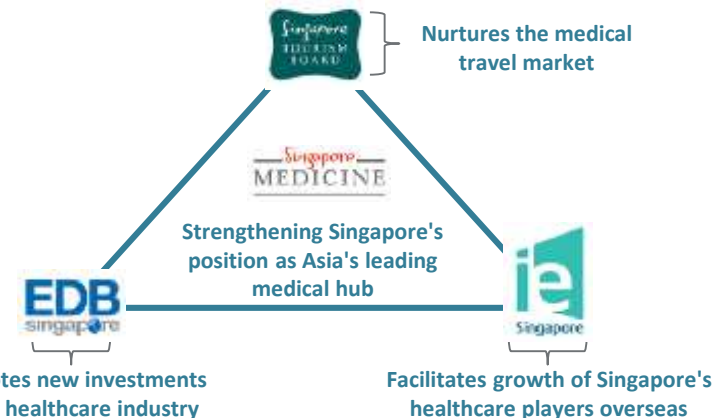 Singapore
TOURISM
BOARD
Nurtures the medical
travel market
Singapore
MEDICINE
Strengthening Singapore's
position as Asia's leading
medical hub
EDB
singapore
ie
Singapore
tes new investments
healthcare industry
Facilitates growth of Singapore's
healthcare players overseas